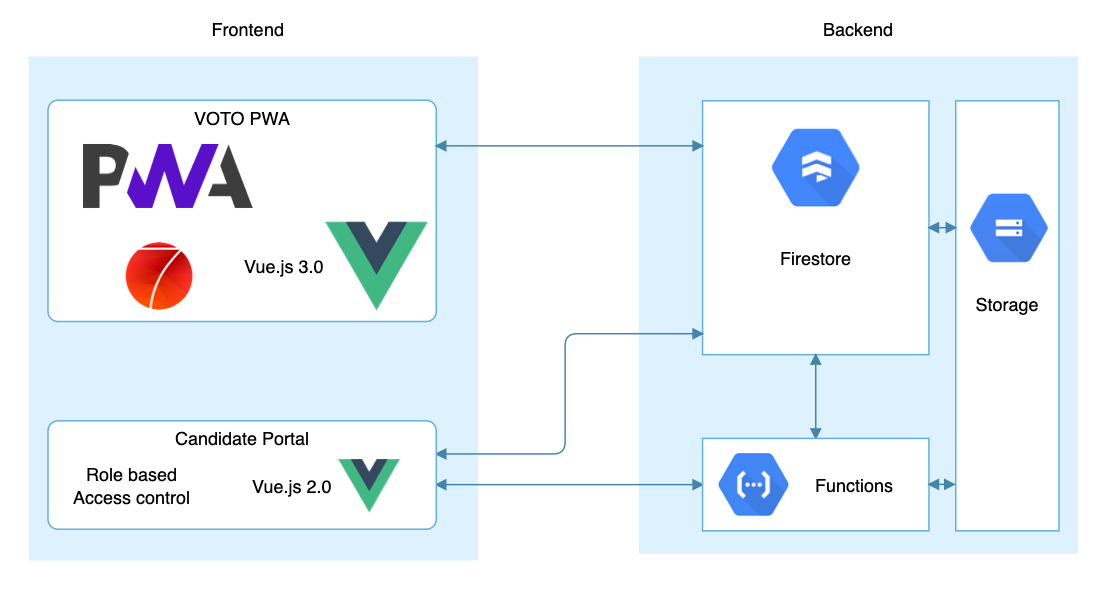 Frontend
Backend
VOTO PWA
PWA
Vue.js 3.0
Candidate Portal
Role based
Access control
Vue.js 2.0
Firestore
Storage
Functions